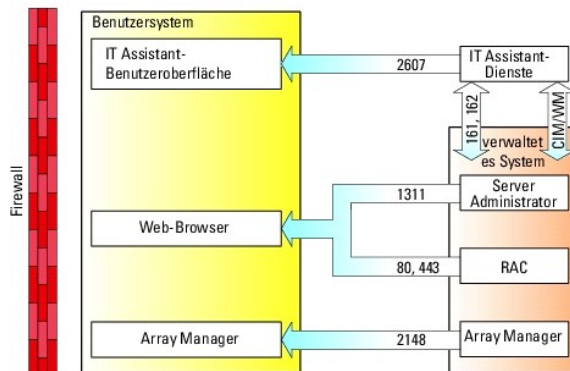 Benutzersystem
IT Assistant-
Benutzeroberfläche
2607
IT Assistant-
Dienste
161, 162
CIM/WM
verwaltet
es System
Firewall
1311
Server
Administrator
Web-Browser
80, 443
RAC
Array Manager
2148
Array Manager